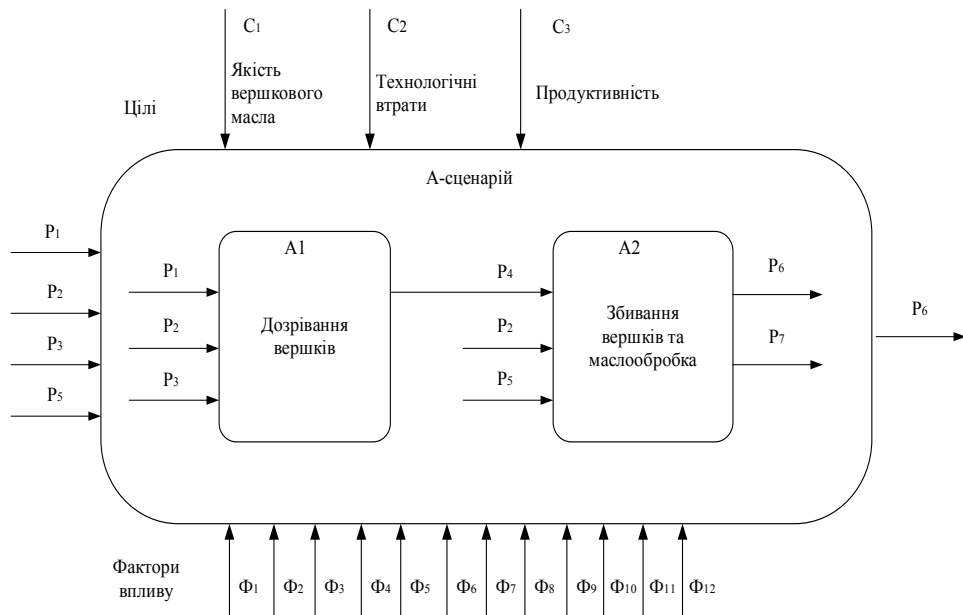 C1
C2
C3
Якість
вершкового
масла
Технологічні
втрати
Продуктивність
Цілі
А-сценарій
P1
P2
P3
P5
А1
P1
P2
P3
Дозрівання
вершків
P4
P2
P5
А2
Збивання
вершків та
маслообробка
P6
P7
P6
Фактори
впливу
Ф1 Ф2 Ф3 Ф4 Ф5 Ф6 Ф7 Ф8 Ф9 Ф10 Ф11 Ф12